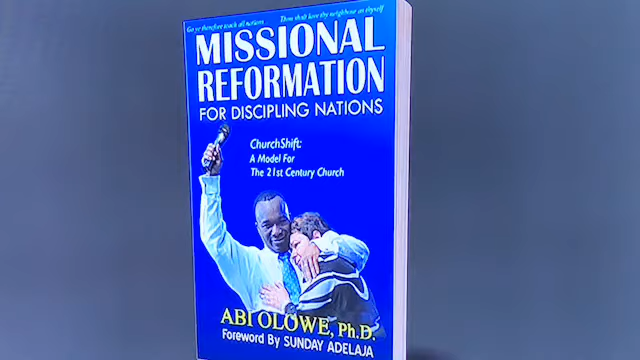 Go ye therefore teach all nations... Thou shalt love thy neighbour as thyself
MISSIONAL
REFORMATION
FOR DISCIPLING NATIONS
ChurchShift:
A Model For
The 21st Century Church
ABI OLOWE, Ph.D.
Foreword By SUNDAY ADELAJA